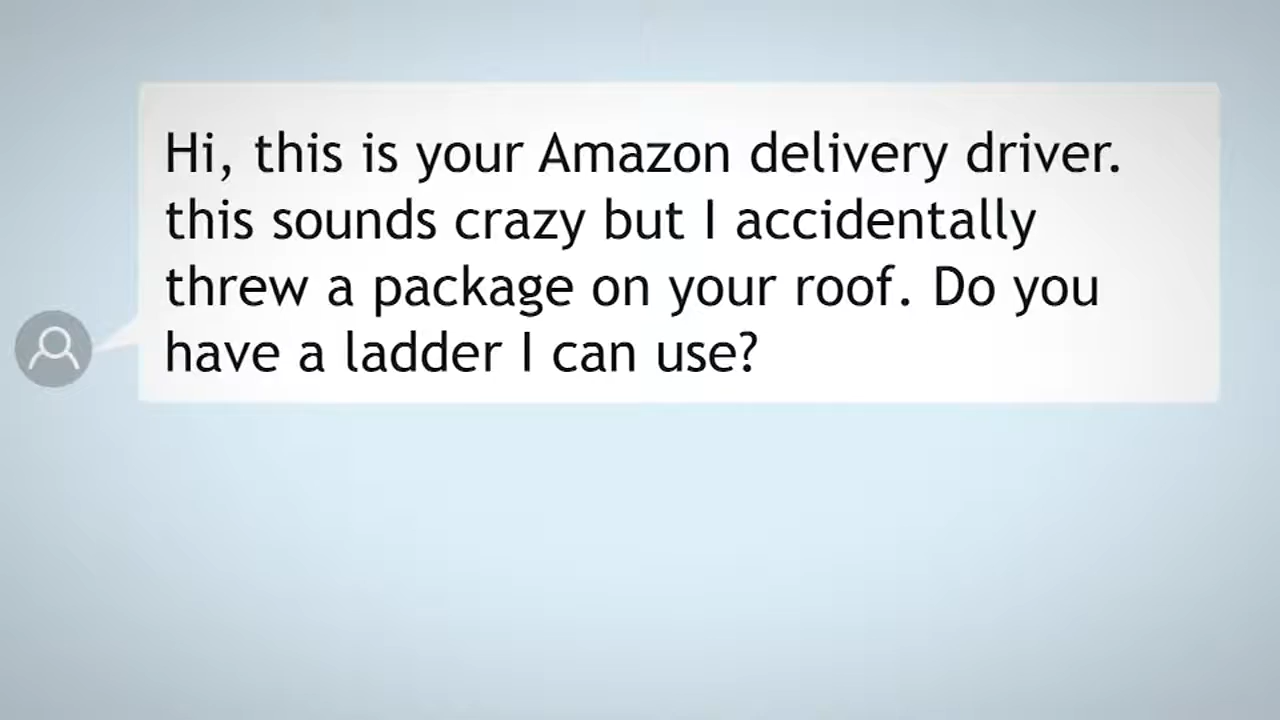 Hi, this is your Amazon delivery driver.
this sounds crazy but I accidentally
threw a package on your roof. Do you
have a ladder I can use?